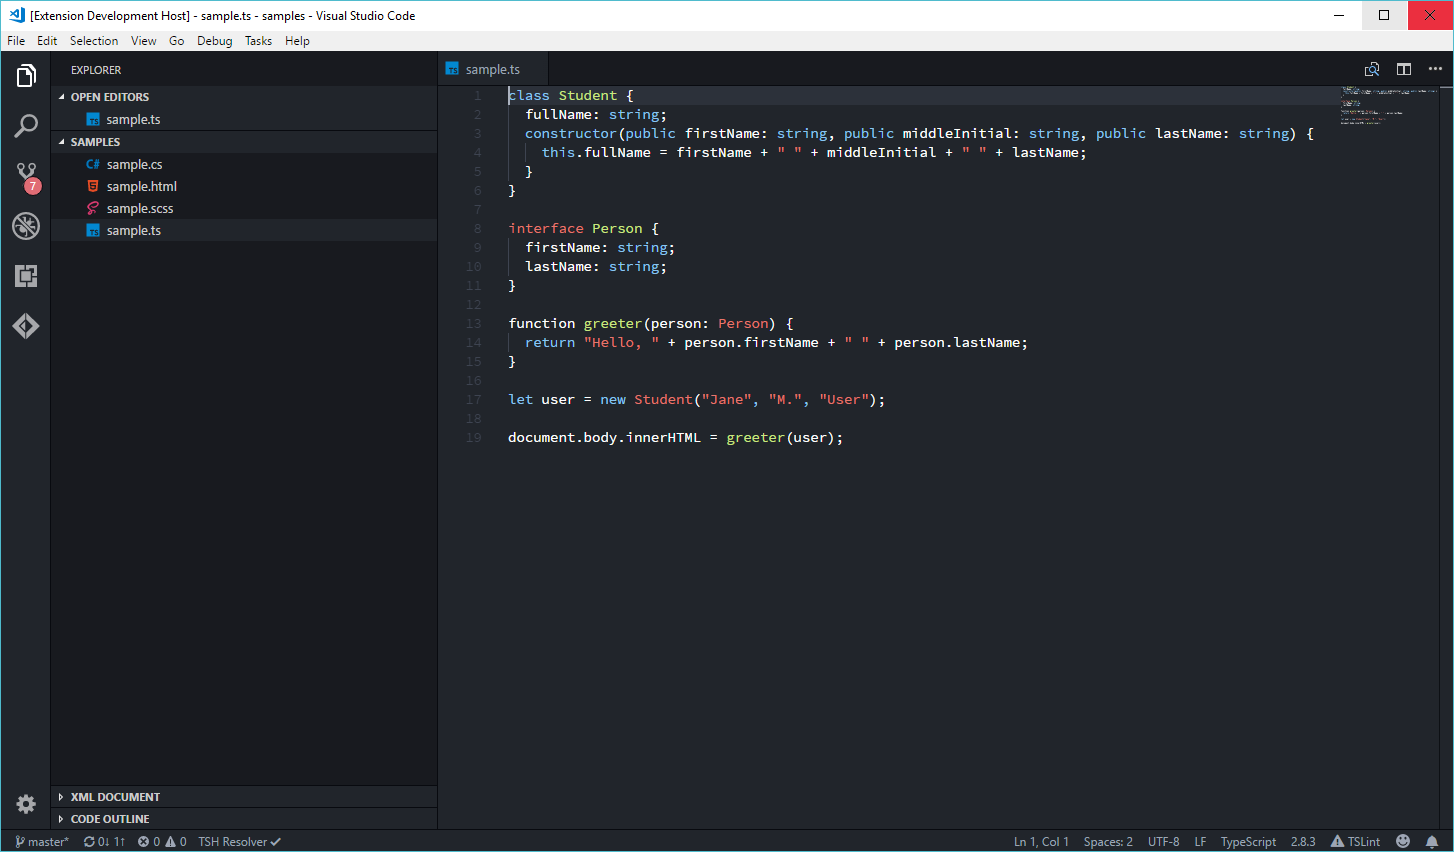 [Extension Development Host] - sample.ts - samples - Visual Studio Code
File Edit Selection View Go Debug Tasks Help
EXPLORER
OPEN EDITORS
sample.ts
SAMPLES
C# sample.cs
sample.html
sample.scss
TS sample.ts
7
XML DOCUMENT
CODE OUTLINE
TS sample.ts
1 class Student {
2   fullName: string;
3   constructor(public firstName: string, public middleInitial: string, public lastName: string) {
4     this.fullName = firstName + " " + middleInitial + " " + lastName;
5   }
6 }
7
8 interface Person {
9   firstName: string;
10   lastName: string;
11 }
12
13 function greeter(person: Person) {
14   return "Hello, " + person.firstName + " " + person.lastName;
15 }
16
17 let user = new Student("Jane", "M.", "User");
18
19 document.body.innerHTML = greeter(user);
master* 0↓ 1↑ 0 0 TSH Resolver ✓ Ln 1, Col 1 Spaces: 2 UTF-8 LF TypeScript 2.8.3 TSLint